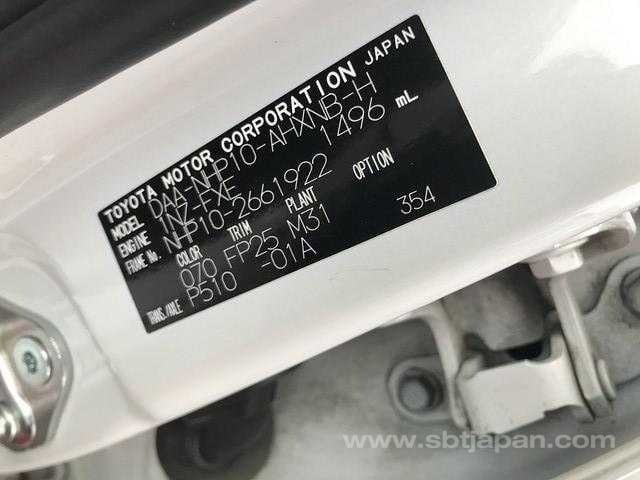 TOYOTA MOTOR CORPORATION JAPAN
MODEL DAA-NHP10-AHXNB-H
ENGINE 1NZ-FXE 1496 mL
FRAME No. NHP10-2661922
COLOR TRIM PLANT OPTION
070 FP25 M31 354
TRANS./AXLE P510 -01A
www.sbtjapan.com